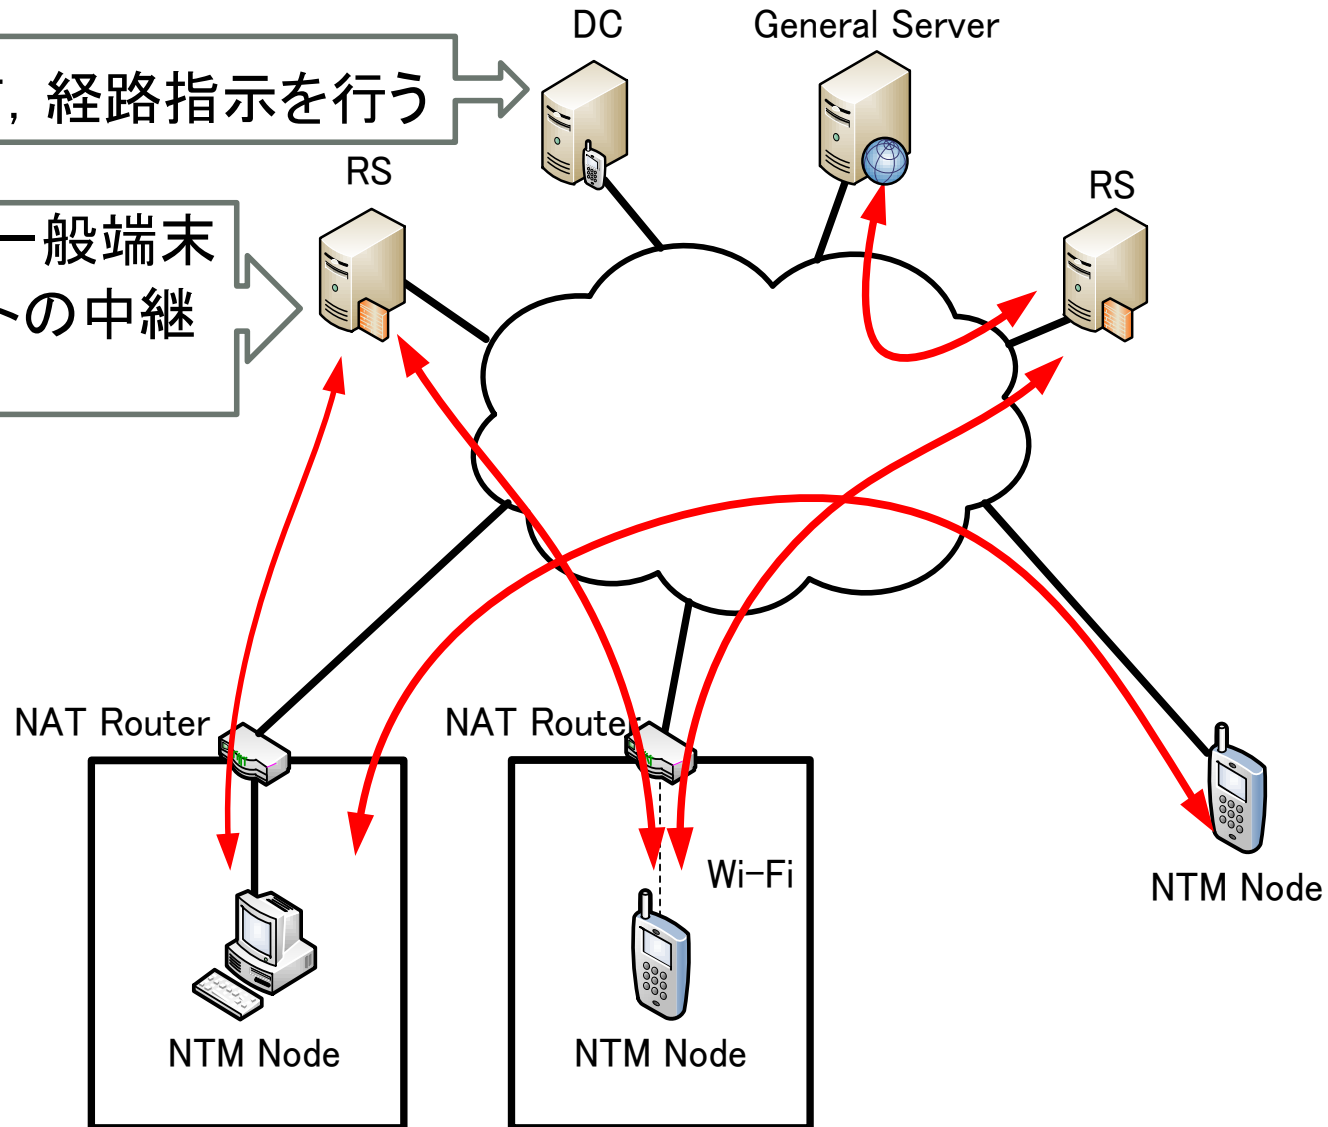 DC
General Server
, 経路指示を行う
RS
RS
一般端末
トの中継
NAT Router
NAT Router
Wi-Fi
NTM Node
NTM Node
NTM Node